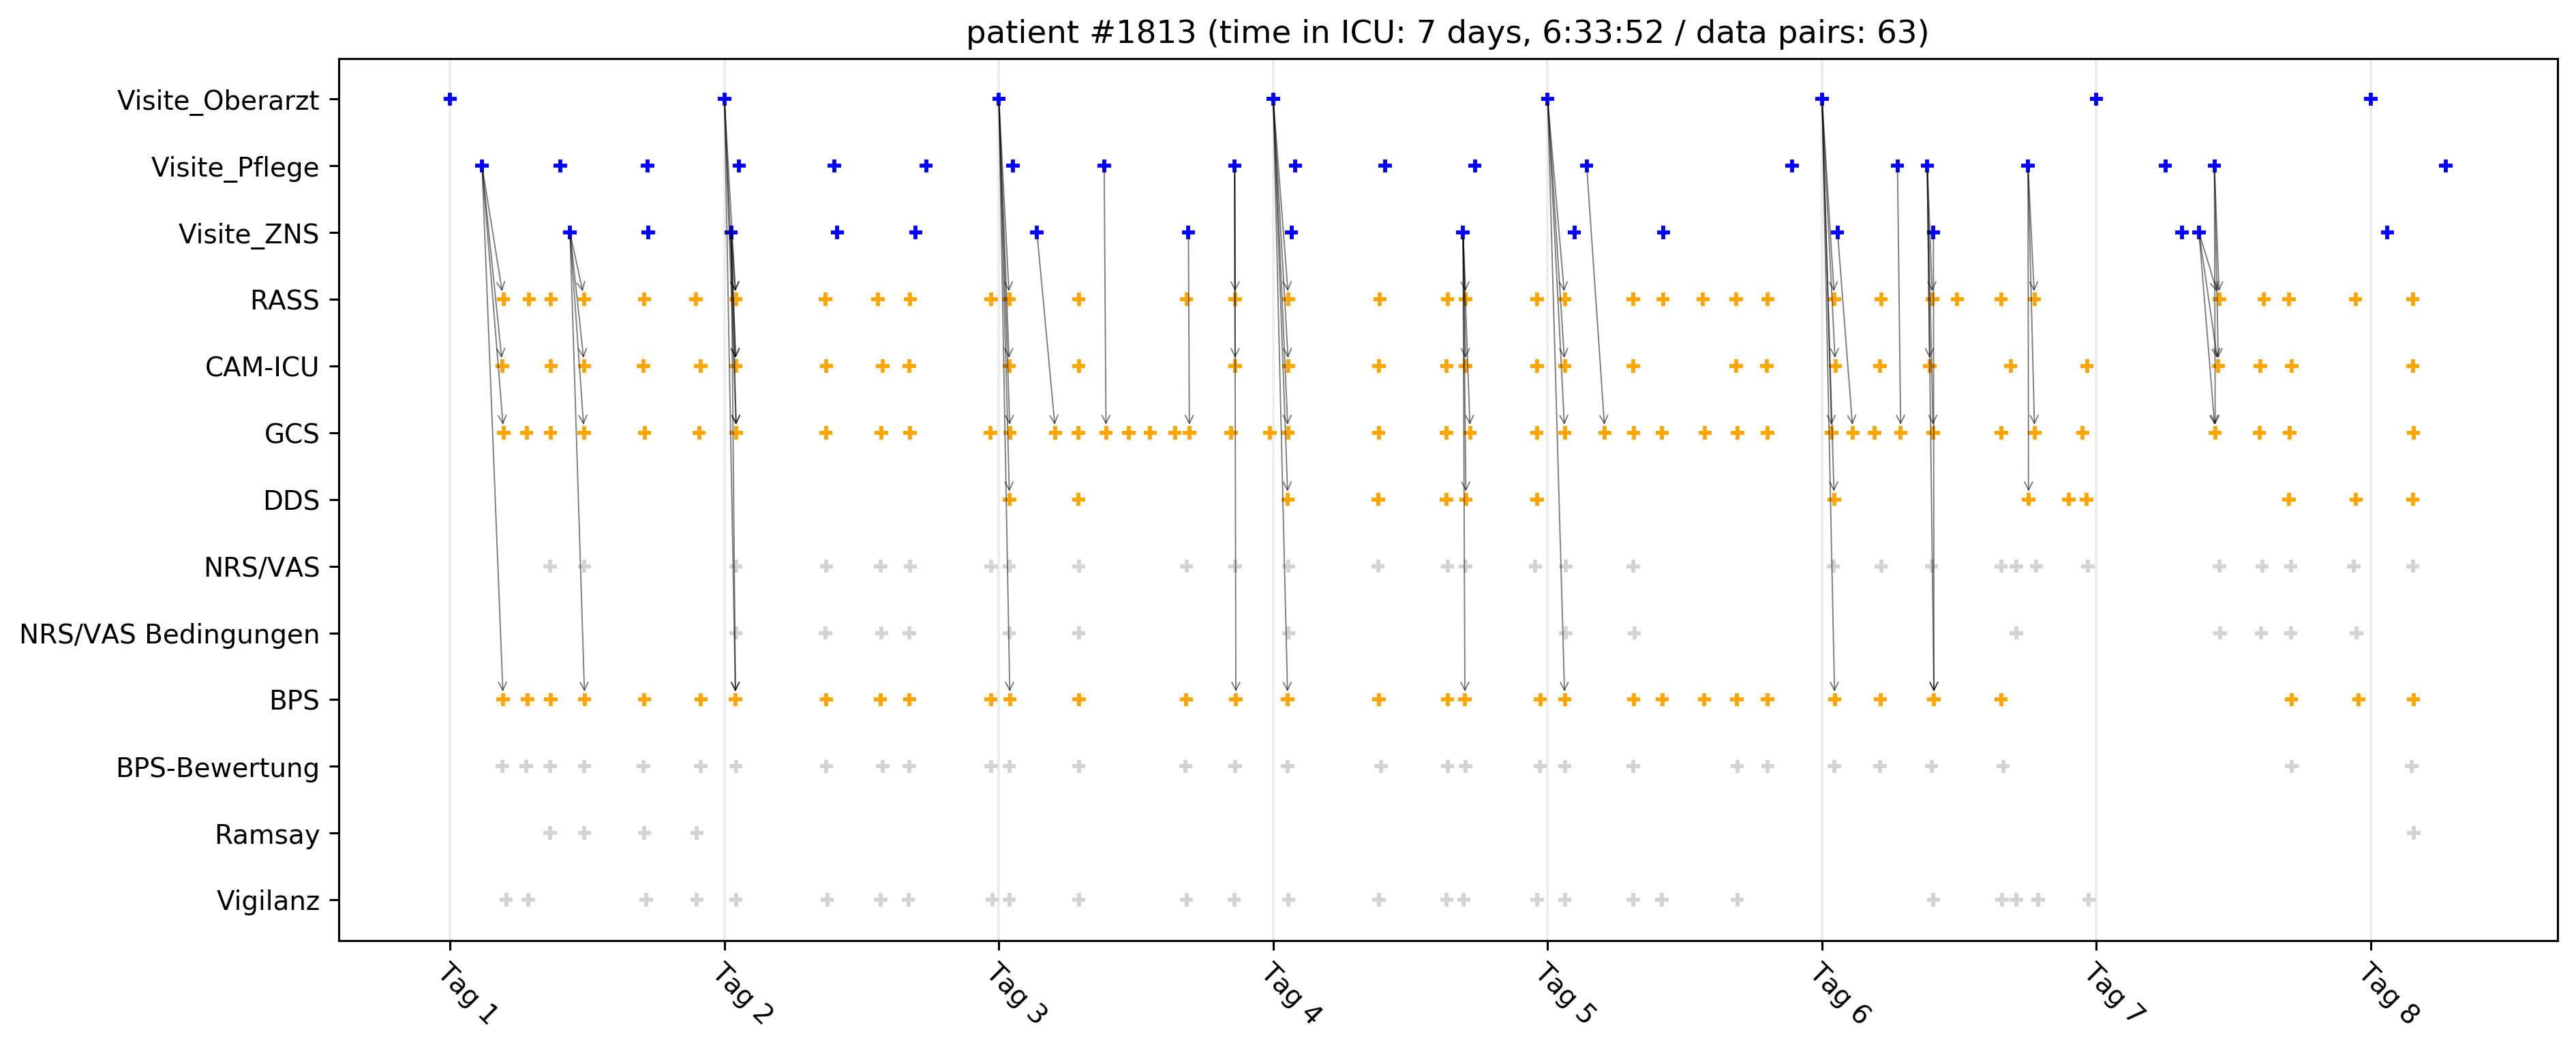 patient #1813 (time in ICU: 7 days, 6:33:52 / data pairs: 63)
Visite_Oberarzt
Visite_Pflege
Visite_ZNS
RASS
CAM-ICU
GCS
DDS
NRS/VAS
NRS/VAS Bedingungen
BPS
BPS-Bewertung
Ramsay
Vigilanz
Tag 1
Tag 2
Tag 3
Tag 4
Tag 5
Tag 6
Tag 7
Tag 8